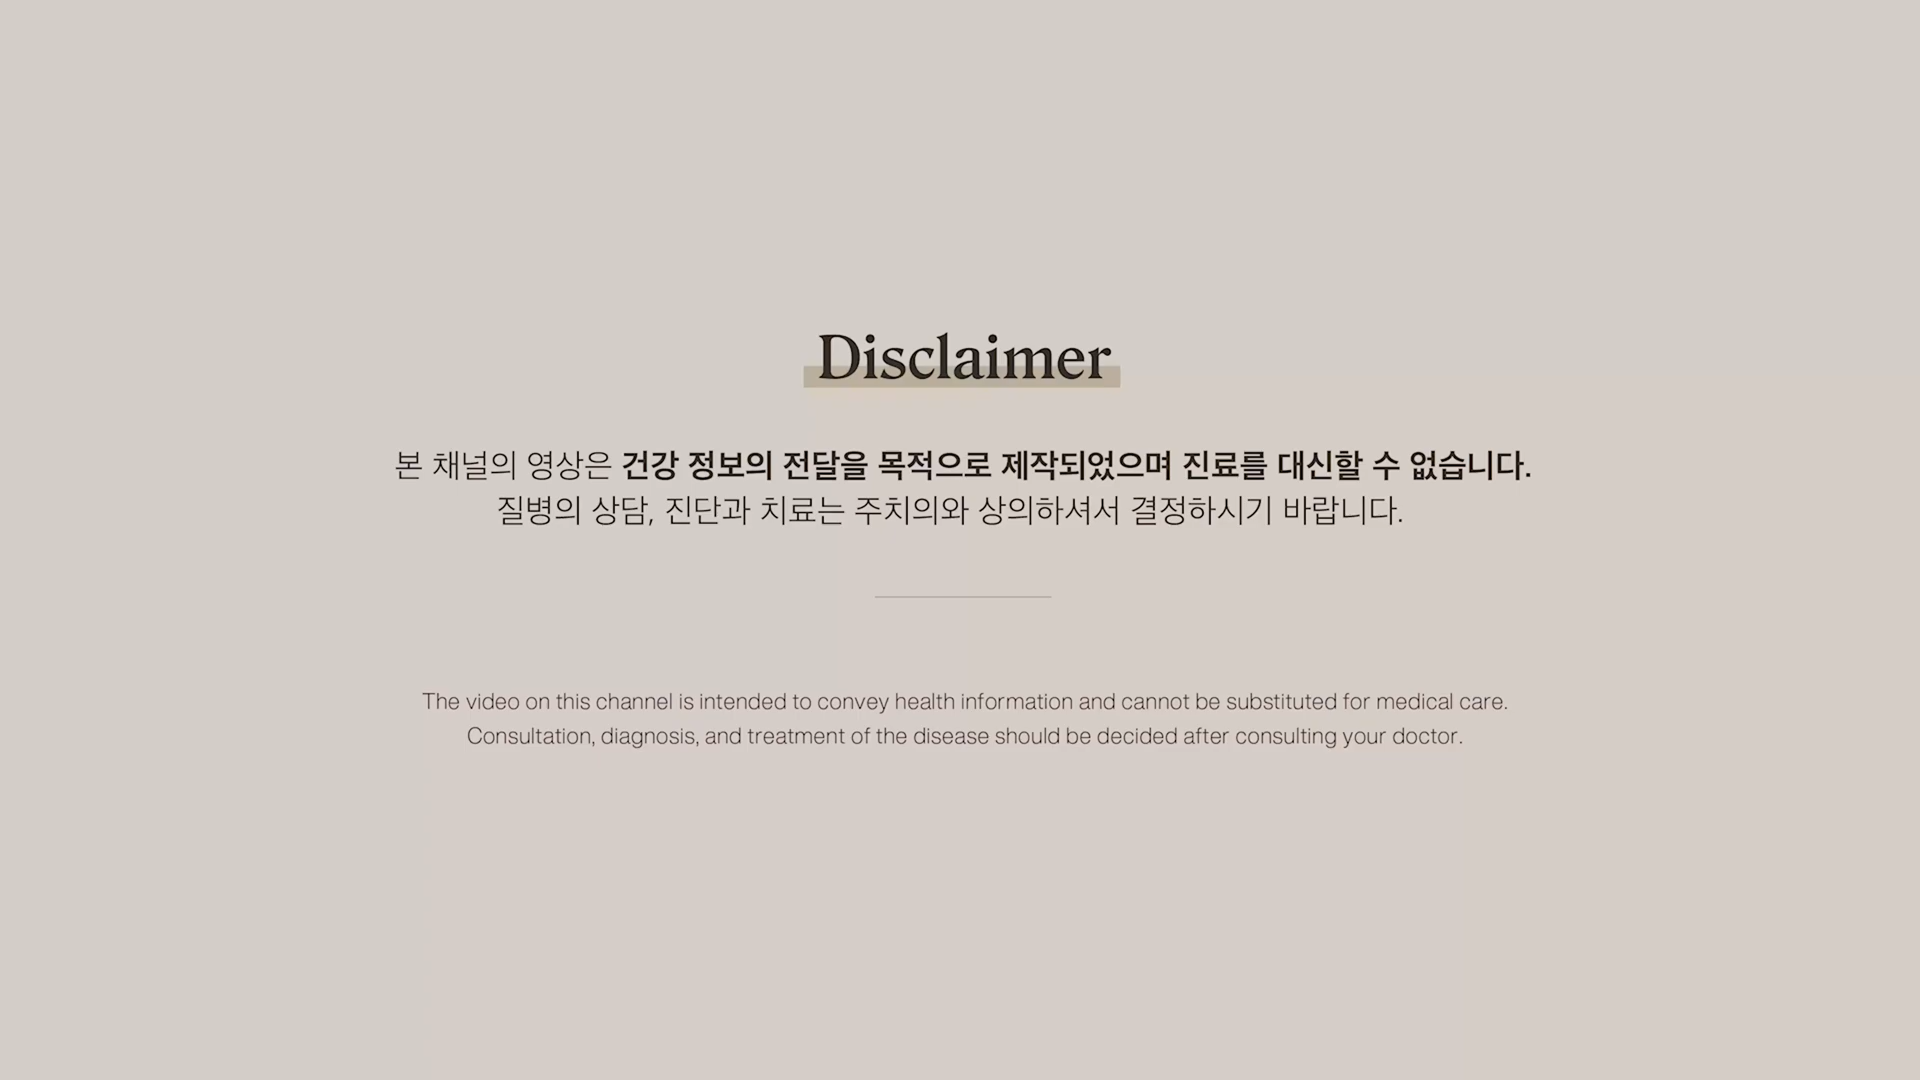 Disclaimer
본 채널의 영상은 건강 정보의 전달을 목적으로 제작되었으며 진료를 대신할 수 없습니다.
질병의 상담, 진단과 치료는 주치의와 상의하셔서 결정하시기 바랍니다.
The video on this channel is intended to convey health information and cannot be substituted for medical care.
Consultation, diagnosis, and treatment of the disease should be decided after consulting your doctor.